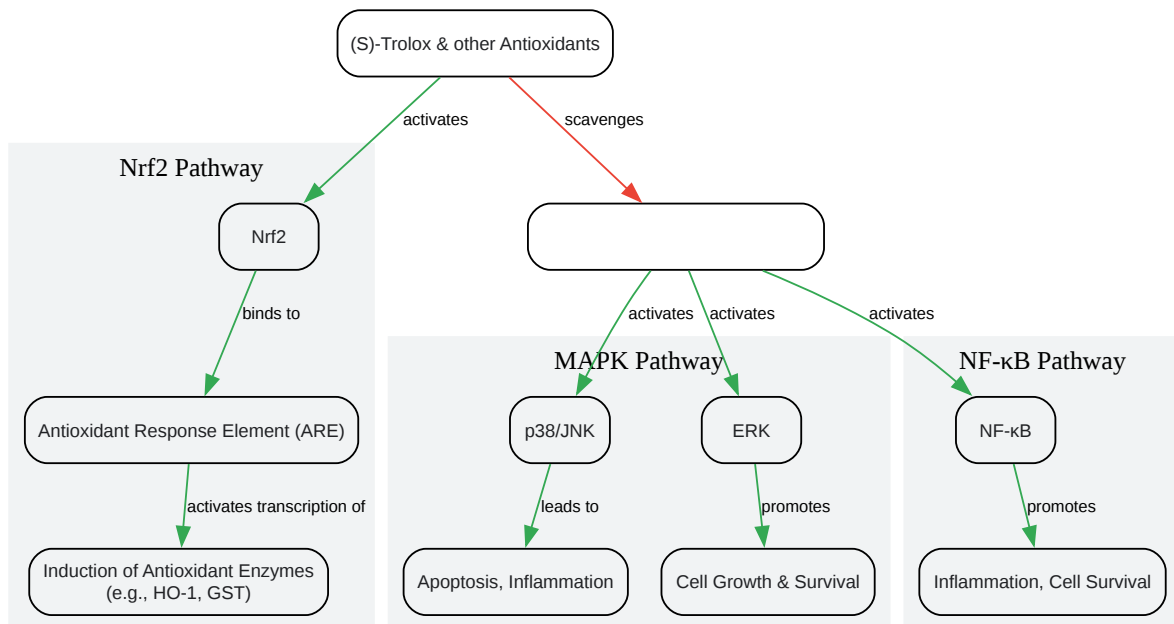 (S)-Trolox & other Antioxidants
activates
scavenges
Nrf2 Pathway
Nrf2
binds to
activates
activates
activates
MAPK Pathway
NF-κB Pathway
Antioxidant Response Element (ARE)
p38/JNK
ERK
NF-κB
activates transcription of
leads to
promotes
promotes
Induction of Antioxidant Enzymes
(e.g., HO-1, GST)
Apoptosis, Inflammation
Cell Growth & Survival
Inflammation, Cell Survival